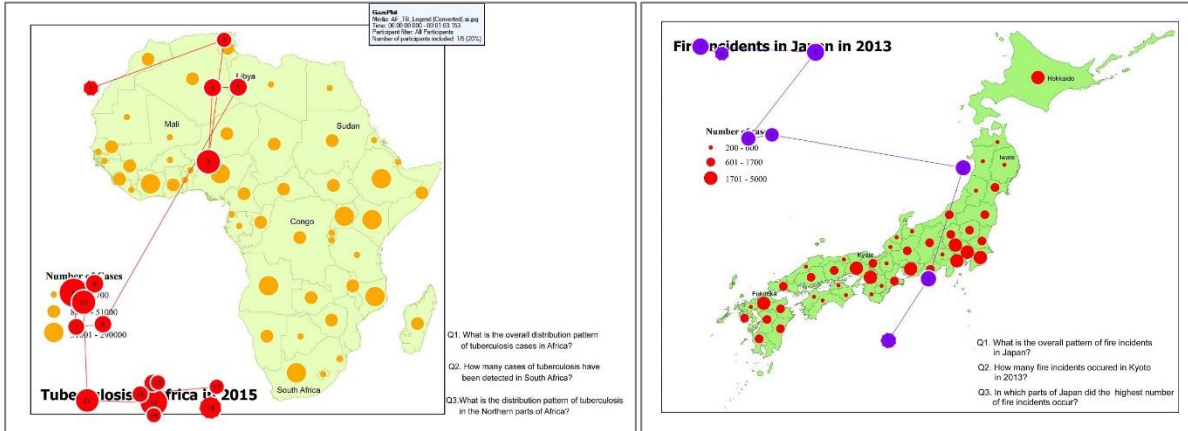 GazePlot
Media: AF_TB_Legend (Converted)-ai.jpg
Time: 00:00:00.000 - 00:01:03.153
Participant filter: All Participants
Number of participants included: 1/5 (20%)
Libya
Mali
Sudan
Congo
South Africa
Number of Cases
290000
in 2015
Q1. What is the overall distribution pattern
of tuberculosis cases in Africa?
Q2. How many cases of tuberculosis have
been detected in South Africa?
Q3.What is the distribution pattern of tuberculosis
in the Northern parts of Africa?
in Japan in 2013
Hokkaido
Number of
200 - 600
601 - 1700
1701 - 5000
Iwate
Kyoto
Q1. What is the overall pattern of fire incidents
in Japan?
Q2. How many fire incidents occured in Kyoto
in 2013?
Q3. In which parts of Japan did the highest number
of fire incidents occur?